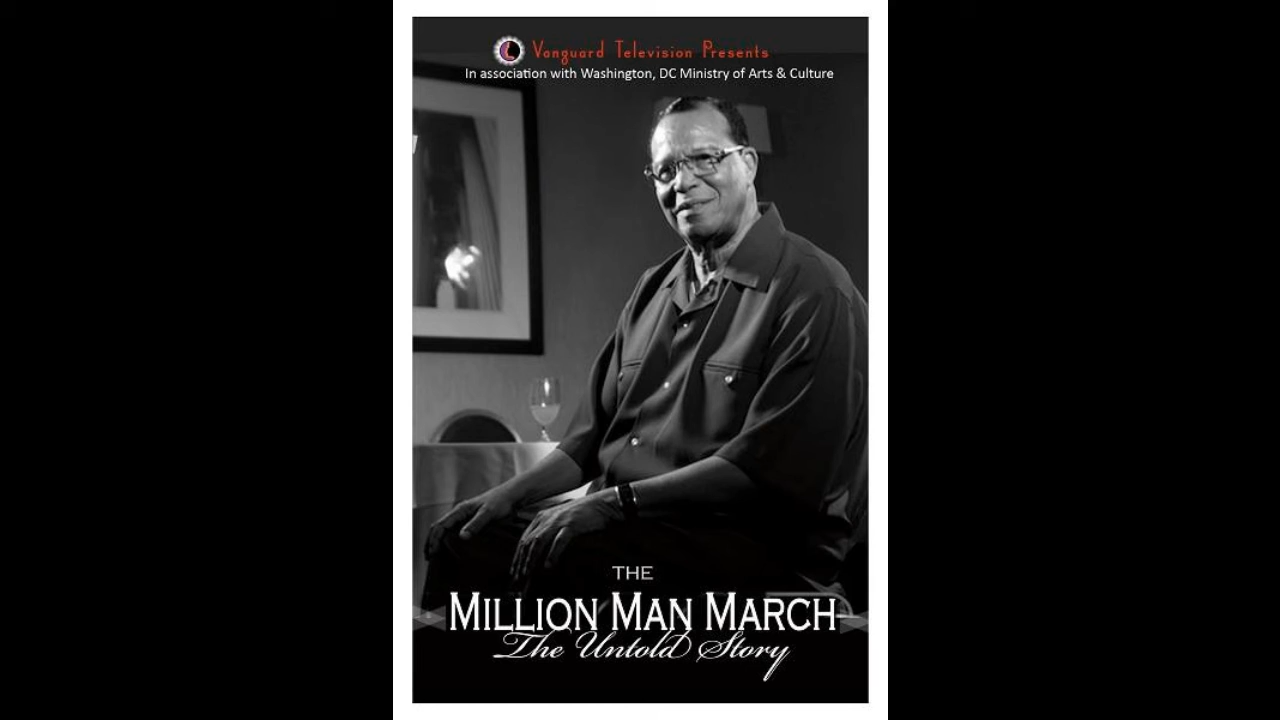 Vanguard Television Presents
In association with Washington, DC Ministry of Arts & Culture
THE
MILLION MAN MARCH
The Untold Story